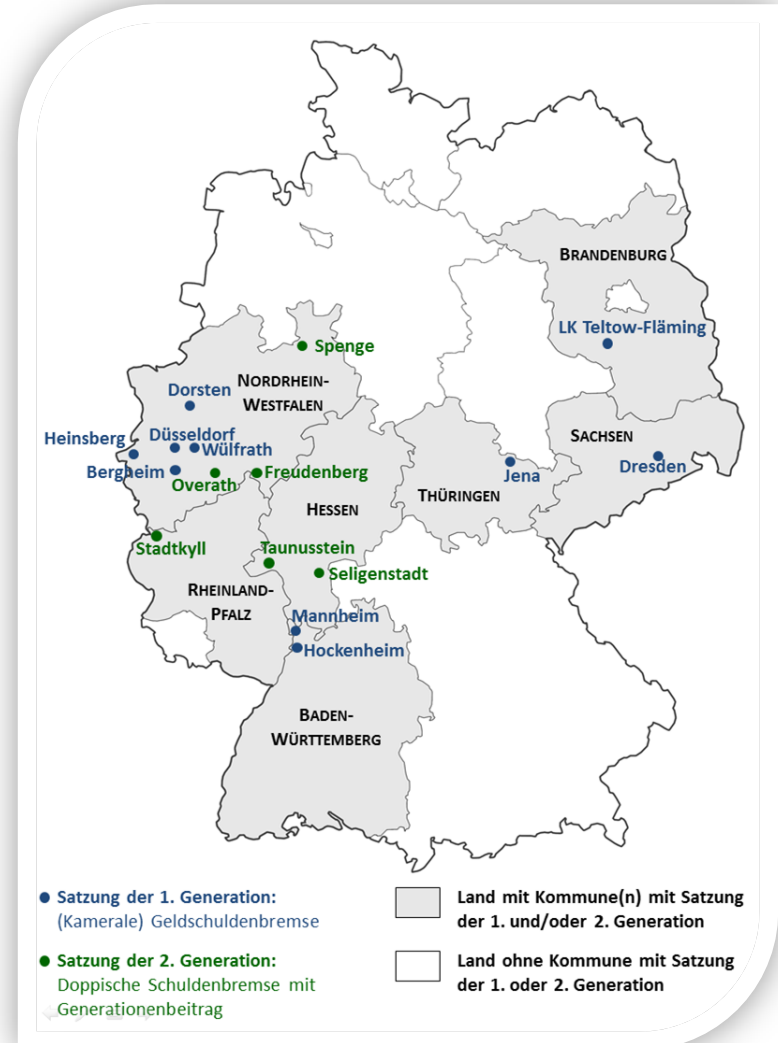 BRANDENBURG
LK Teltow-Fläming
Spenge
NORDRHEIN-
WESTFALEN
Dorsten
Heinsberg
Düsseldorf
Wülfrath
Bergheim
Overath
Freudenberg
SACHSEN
Dresden
Jena
THÜRINGEN
HESSEN
Stadtkyll
Taunusstein
Seligenstadt
RHEINLAND-
PFALZ
Mannheim
Hockenheim
BADEN-
WÜRTTEMBERG
Satzung der 1. Generation:
(Kamerale) Geldschuldenbremse
Satzung der 2. Generation:
Doppische Schuldenbremse mit
Generationenbeitrag
Land mit Kommune(n) mit Satzung
der 1. und/oder 2. Generation
Land ohne Kommune mit Satzung
der 1. oder 2. Generation